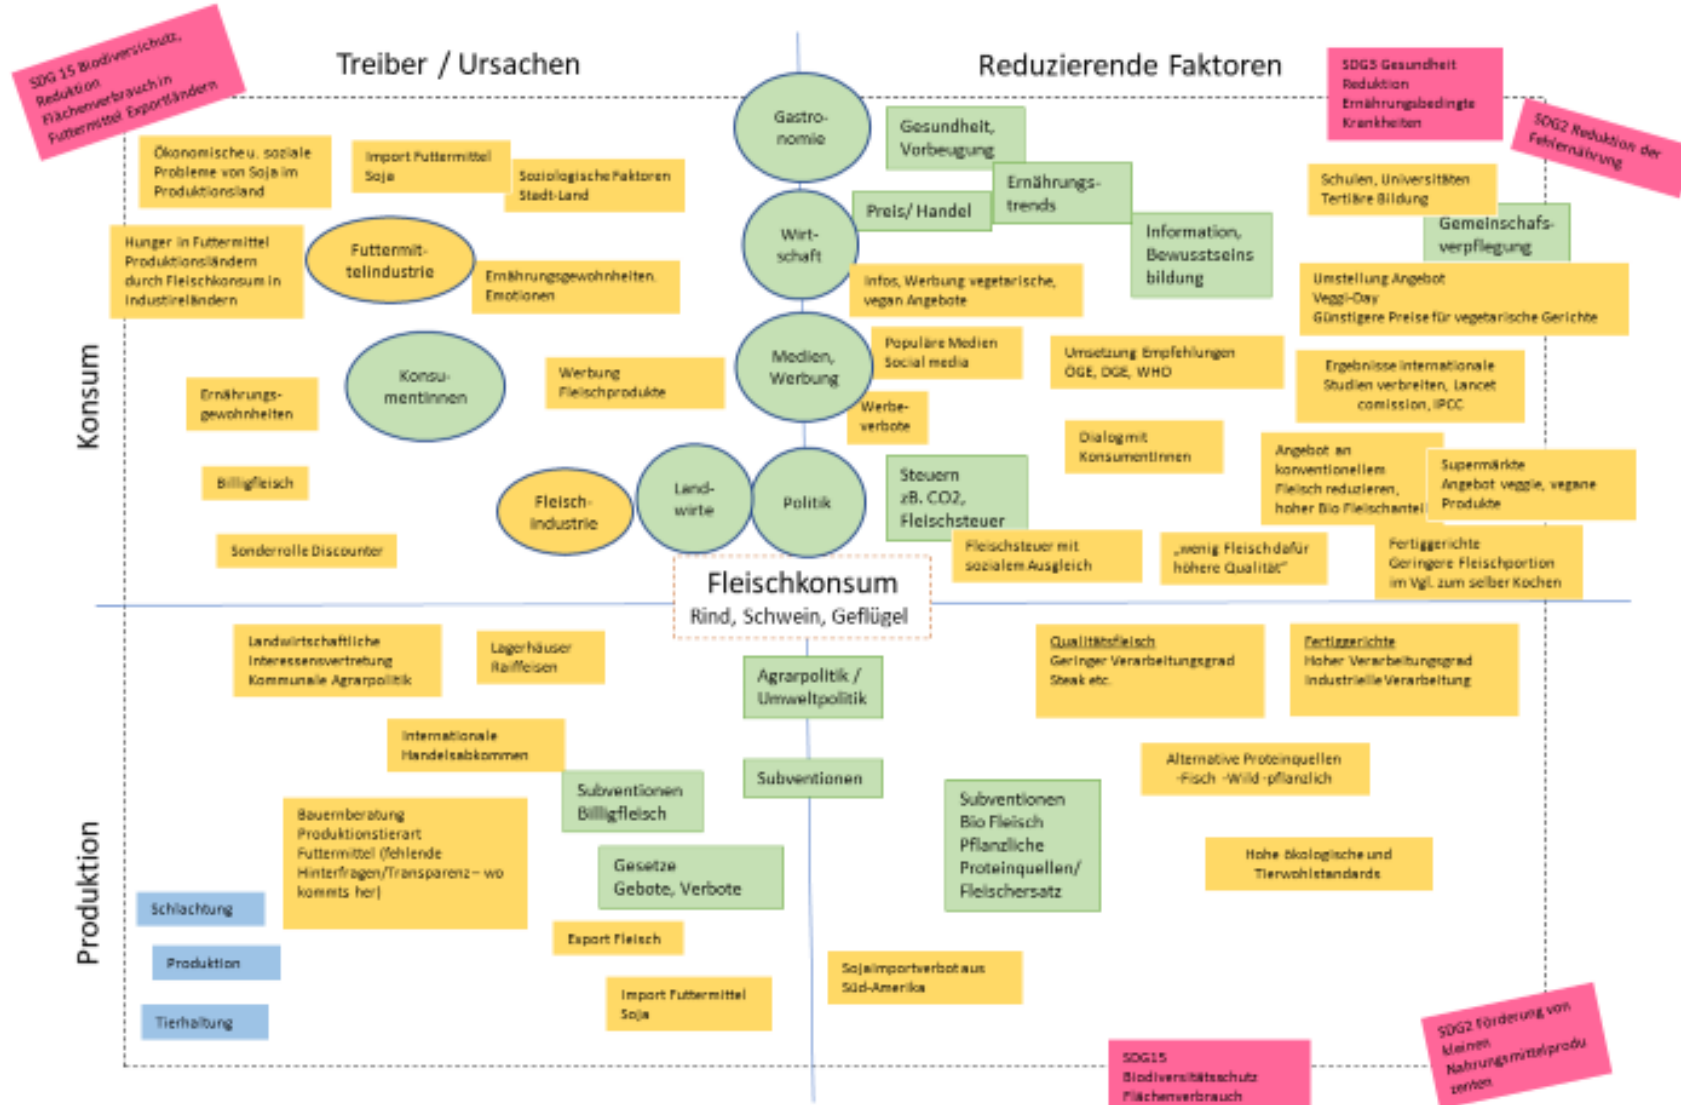 SDG 15 Biodiversichutz,
Reduktion
Flächenverbrauch in
Futtermittel Exportländern
Treiber / Ursachen
Reduzierende Faktoren
SDG3 Gesundheit
Reduktion
Ernährungsbedingte
Krankheiten
SDG2 Reduktion der
Fehlernährung
Konsum
Ökonomische u. soziale
Probleme von Soja im
Produktionsland
Import Futtermittel
Soja
Soziologische Faktoren
Stadt-Land
Hunger in Futtermittel
Produktionsländern
durch Fleischkonsum in
Industireländern
Futtermit-
telindustrie
Ernährungsgewohnheiten.
Emotionen
Konsu-
mentInnen
Werbung
Fleischprodukte
Ernährungs-
gewohnheiten
Billigfleisch
Sonderrolle Discounter
Fleisch-
industrie
Land-
wirte
Gastro-
nomie
Wirt-
schaft
Medien,
Werbung
Politik
Gesundheit,
Vorbeugung
Ernährungs-
trends
Preis/ Handel
Information,
Bewusstseins
bildung
Schulen, Universitäten
Tertiäre Bildung
Gemeinschafs-
verpflegung
Infos, Werbung vegetarische,
vegan Angebote
Umstellung Angebot
Veggi-Day
Günstigere Preise für vegetarische Gerichte
Populäre Medien
Social media
Umsetzung Empfehlungen
ÖGE, DGE, WHO
Ergebnisse internationale
Studien verbreiten, Lancet
comission, IPCC
Werbe-
verbote
Dialog mit
KonsumentInnen
Angebot an
konventionellem
Fleisch reduzieren,
hoher Bio Fleischanteil
Supermärkte
Angebot veggie, vegane
Produkte
Steuern
zB. CO2,
Fleischsteuer
Fleischsteuer mit
sozialem Ausgleich
„wenig Fleisch dafür
höhere Qualität“
Fertiggerichte
Geringere Fleischportion
im Vgl. zum selber Kochen
Fleischkonsum
Rind, Schwein, Geflügel
Produktion
Landwirtschaftliche
Interessensvertretung
Kommunale Agrarpolitik
Lagerhäuser
Raiffeisen
Internationale
Handelsabkommen
Agrarpolitik /
Umweltpolitik
Subventionen
Subventionen
Billigfleisch
Bauernberatung
Produktionstierart
Futtermittel (fehlende
Hinterfragen/Transparenz – wo
kommts her)
Gesetze
Gebote, Verbote
Schlachtung
Produktion
Tierhaltung
Export Fleisch
Import Futtermittel
Soja
Qualitätsfleisch
Geringer Verarbeitungsgrad
Steak etc.
Fertiggerichte
Hoher Verarbeitungsgrad
Industrielle Verarbeitung
Alternative Proteinquellen
-Fisch -Wild -pflanzlich
Subventionen
Bio Fleisch
Pflanzliche
Proteinquellen/
Fleischersatz
Hohe ökologische und
Tierwohlstandards
Sojaimportverbot aus
Süd-Amerika
SDG15
Biodiversitätsschutz
Flächenverbrauch
SDG2 Förderung von
kleinen
Nahrungsmittelprodu
zenten